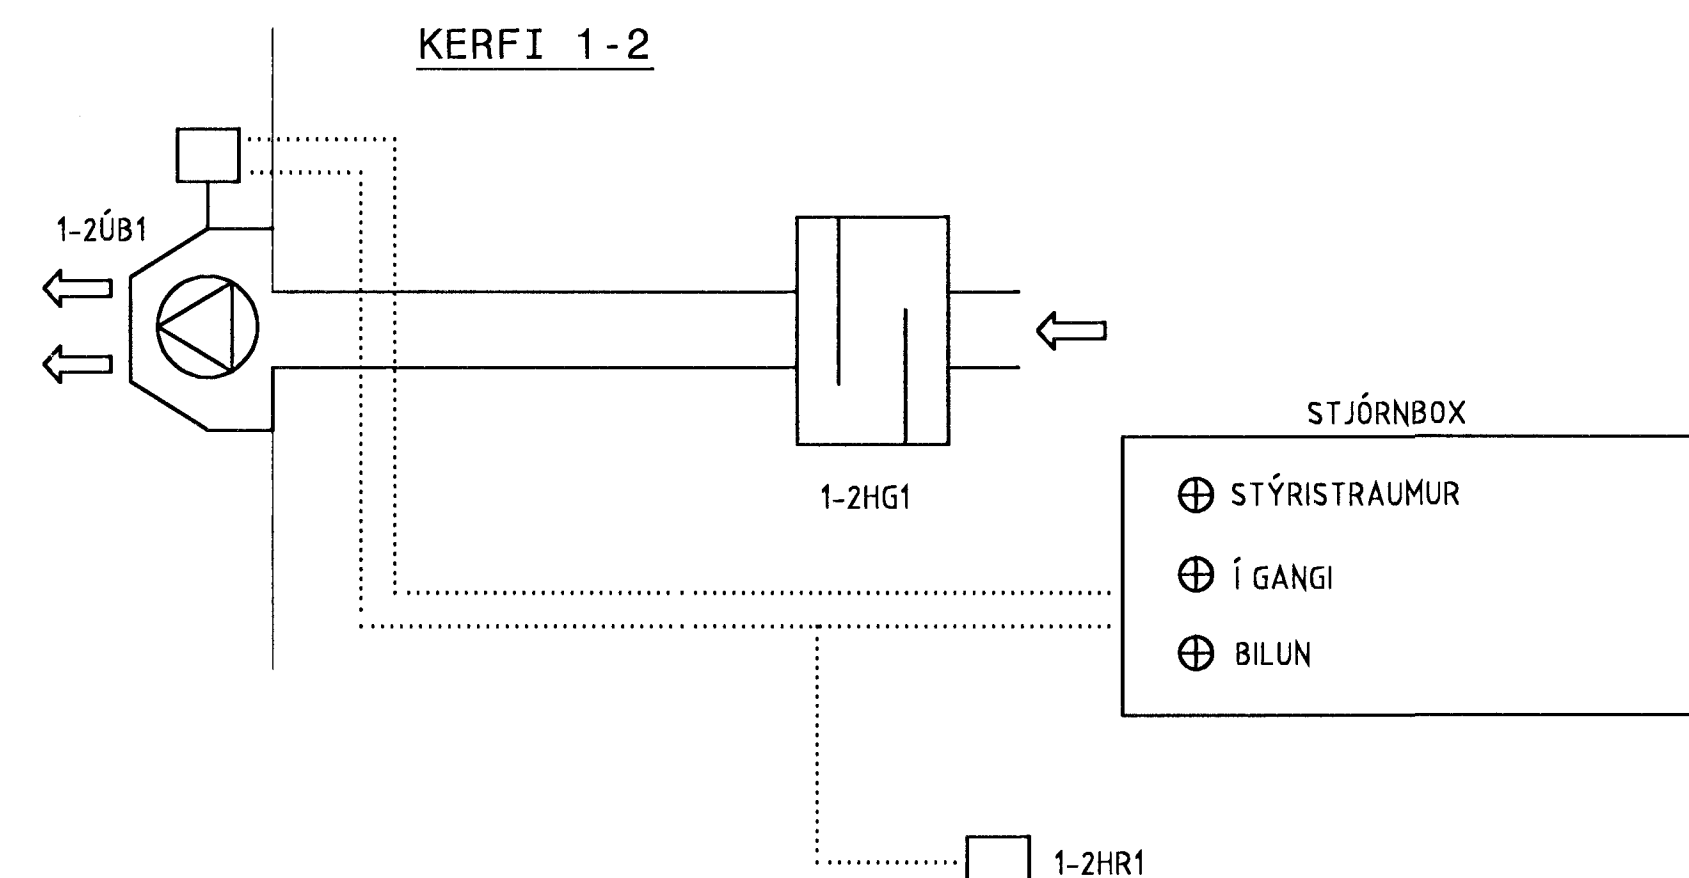 KERFI 1-2
1-2ÚB1
STJÓRNBOX
1-2HG1
STÝRISTRAUMUR
Í GANGI
BILUN
1-2HR1